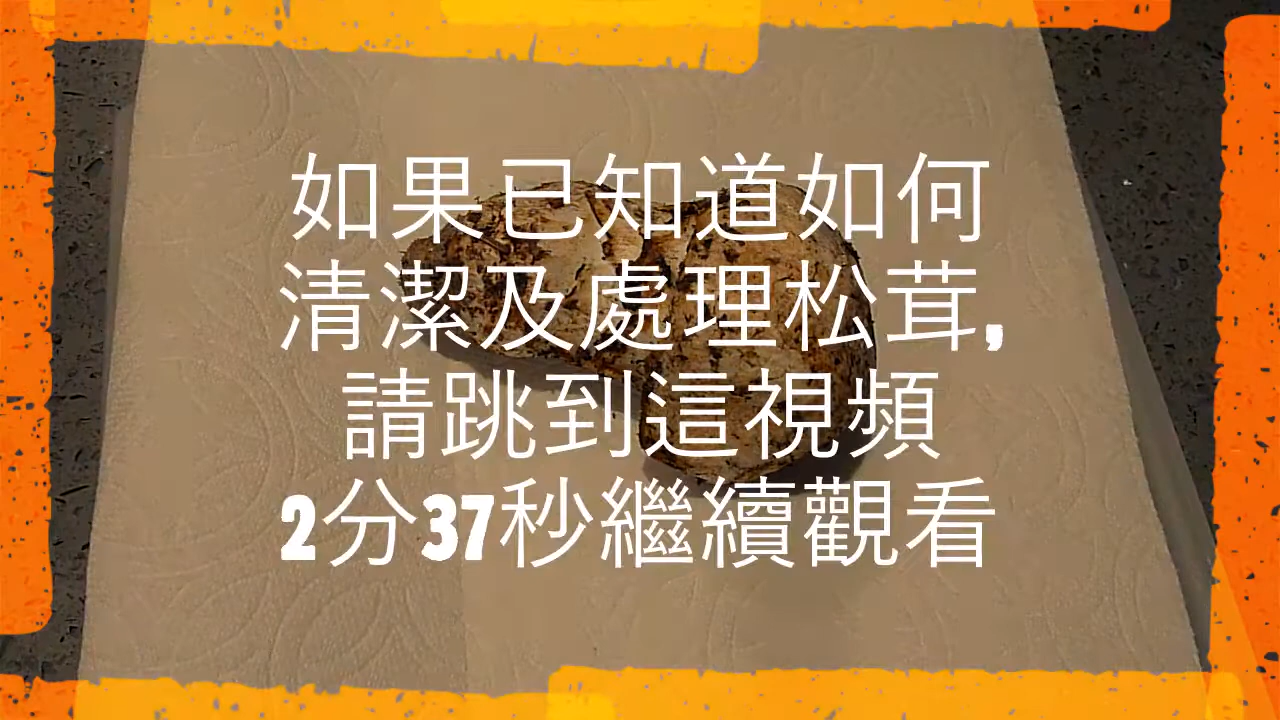 如果已知道如何
清潔及處理松茸,
請跳到這視頻
2分37秒繼續觀看